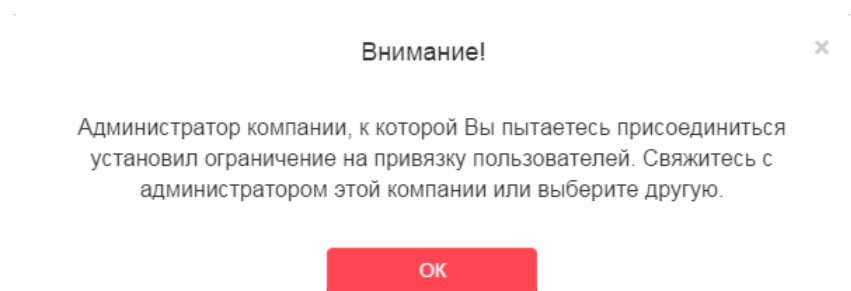 Внимание!
×
Администратор компании, к которой Вы пытаетесь присоединиться
установил ограничение на привязку пользователей. Свяжитесь с
администратором этой компании или выберите другую.
ОК